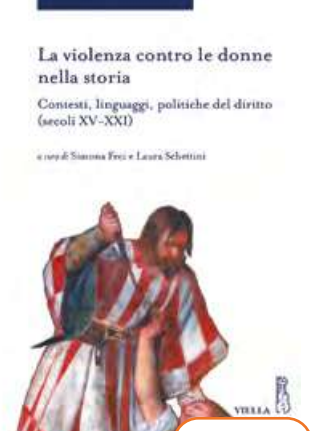 La violenza contro le donne
nella storia
Contesti, linguaggi, politiche del diritto
(secoli XV-XXI)
a cura di Simona Feci e Laura Schettini
VIELLA